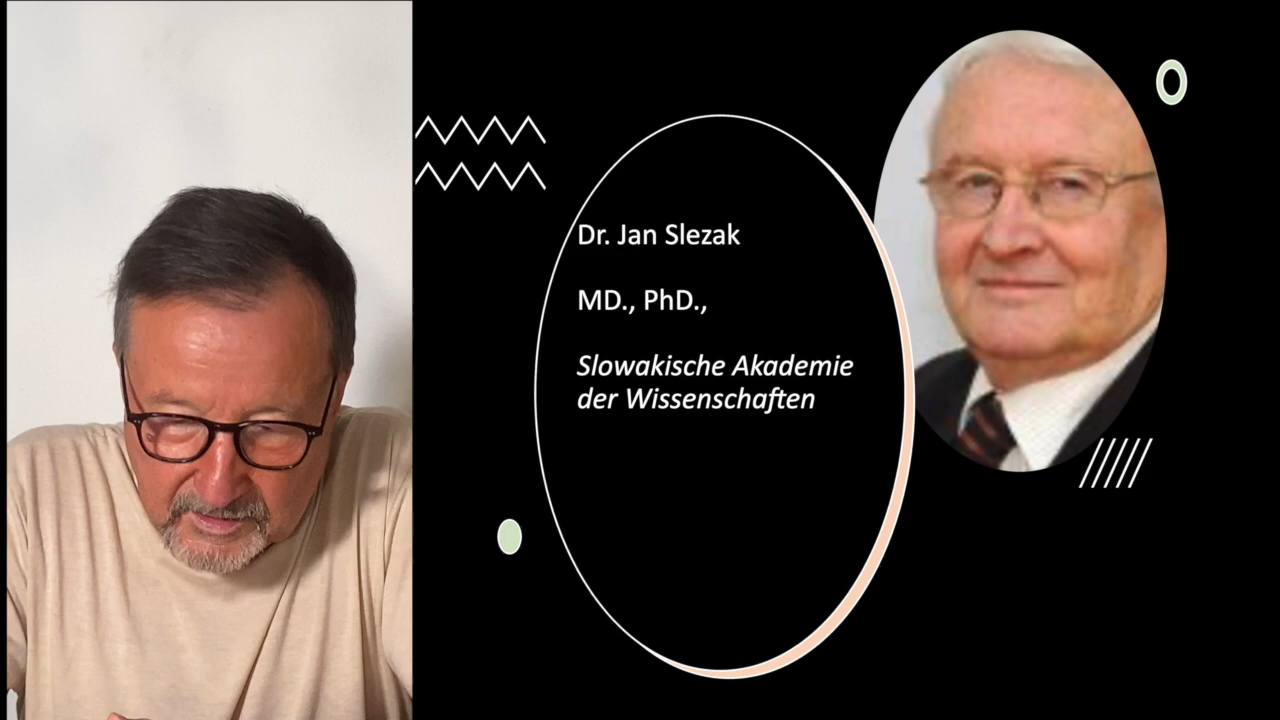 Dr. Jan Slezak
MD., PhD.,
Slowakische Akademie
der Wissenschaften